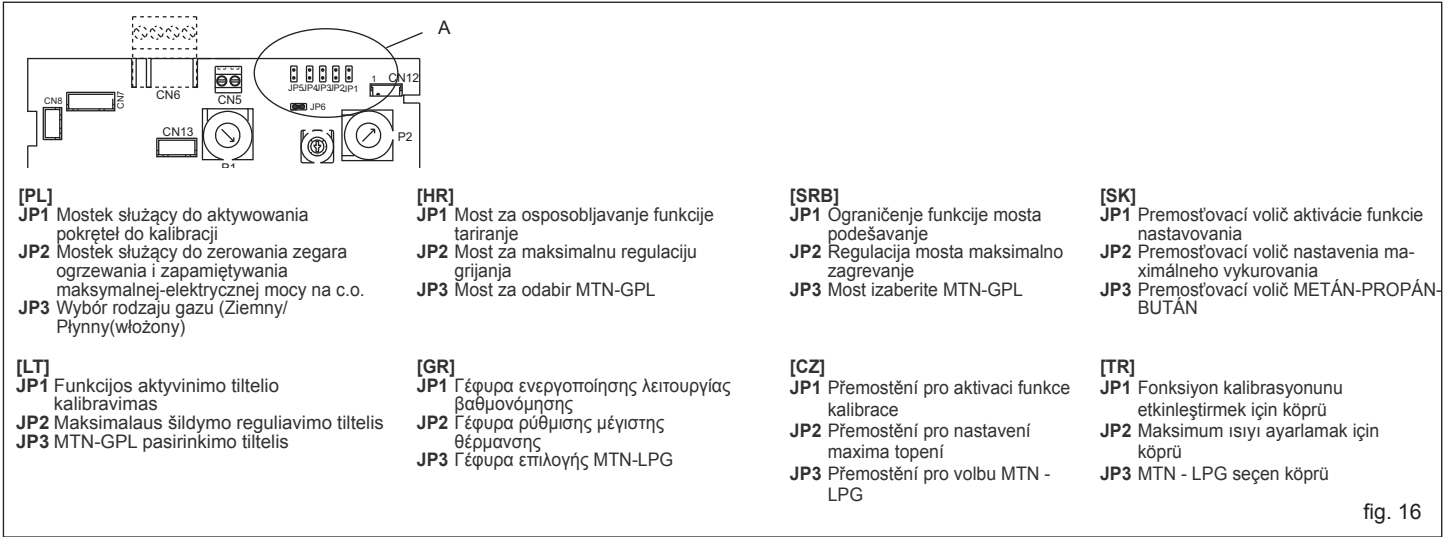 A
JP5 JP4 JP3 JP2 JP1
1
CN12
CN8
CN7
CN6
CN5
JP6
CN13
P1
P2
[PL]
JP1 Mostek służący do aktywowania
pokręteł do kalibracji
JP2 Mostek służący do zerowania zegara
ogrzewania i zapamiętywania
maksymalnej-elektrycznej mocy na c.o.
JP3 Wybór rodzaju gazu (Ziemny/
Płynny(włożony)
[HR]
JP1 Most za osposobljavanje funkcije
tariranje
JP2 Most za maksimalnu regulaciju
grijanja
JP3 Most za odabir MTN-GPL
[SRB]
JP1 Ograničenje funkcije mosta
podešavanje
JP2 Regulacija mosta maksimalno
zagrevanje
JP3 Most izaberite MTN-GPL
[SK]
JP1 Premosťovací volič aktivácie funkcie
nastavovania
JP2 Premosťovací volič nastavenia ma-
ximálneho vykurovania
JP3 Premosťovací volič METÁN-PROPÁN-
BUTÁN
[LT]
JP1 Funkcijos aktyvinimo tiltelio
kalibravimas
JP2 Maksimalaus šildymo reguliavimo tiltelis
JP3 MTN-GPL pasirinkimo tiltelis
[GR]
JP1 Γέφυρα ενεργοποίησης λειτουργίας
βαθμονόμησης
JP2 Γέφυρα ρύθμισης μέγιστης
θέρμανσης
JP3 Γέφυρα επιλογής MTN-LPG
[CZ]
JP1 Přemostění pro aktivaci funkce
kalibrace
JP2 Přemostění pro nastavení
maxima topení
JP3 Přemostění pro volbu MTN -
LPG
[TR]
JP1 Fonksiyon kalibrasyonunu
etkinleştirmek için köprü
JP2 Maksimum ısıyı ayarlamak için
köprü
JP3 MTN - LPG seçen köprü
fig. 16